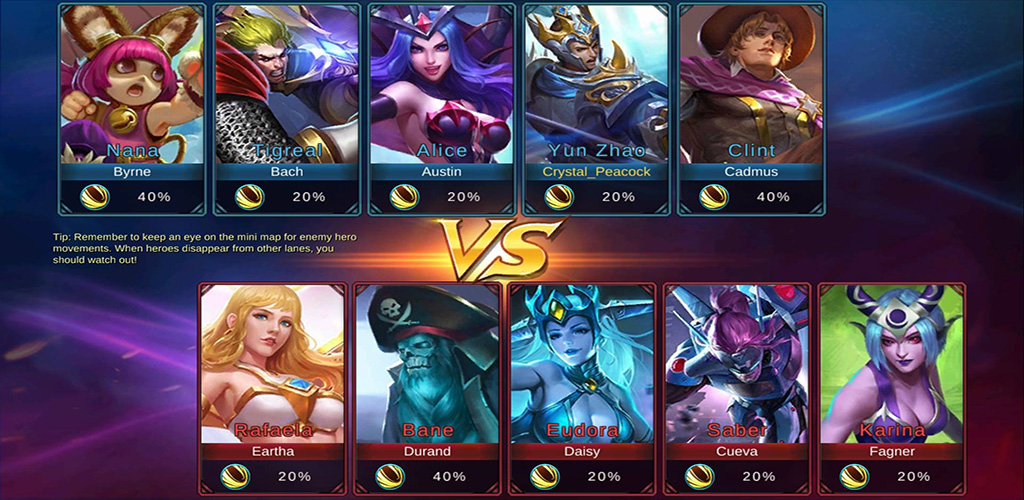 Nana
Byrne
40%
Tigreal
Bach
20%
Alice
Austin
20%
Yun Zhao
Crystal_Peacock
20%
Clint
Cadmus
40%
Tip: Remember to keep an eye on the mini map for enemy hero
movements. When heroes disappear from other lanes, you
should watch out!
VS
Rafaela
Eartha
20%
Bane
Durand
40%
Eudora
Daisy
20%
Saber
Cueva
20%
Karina
Fagner
20%